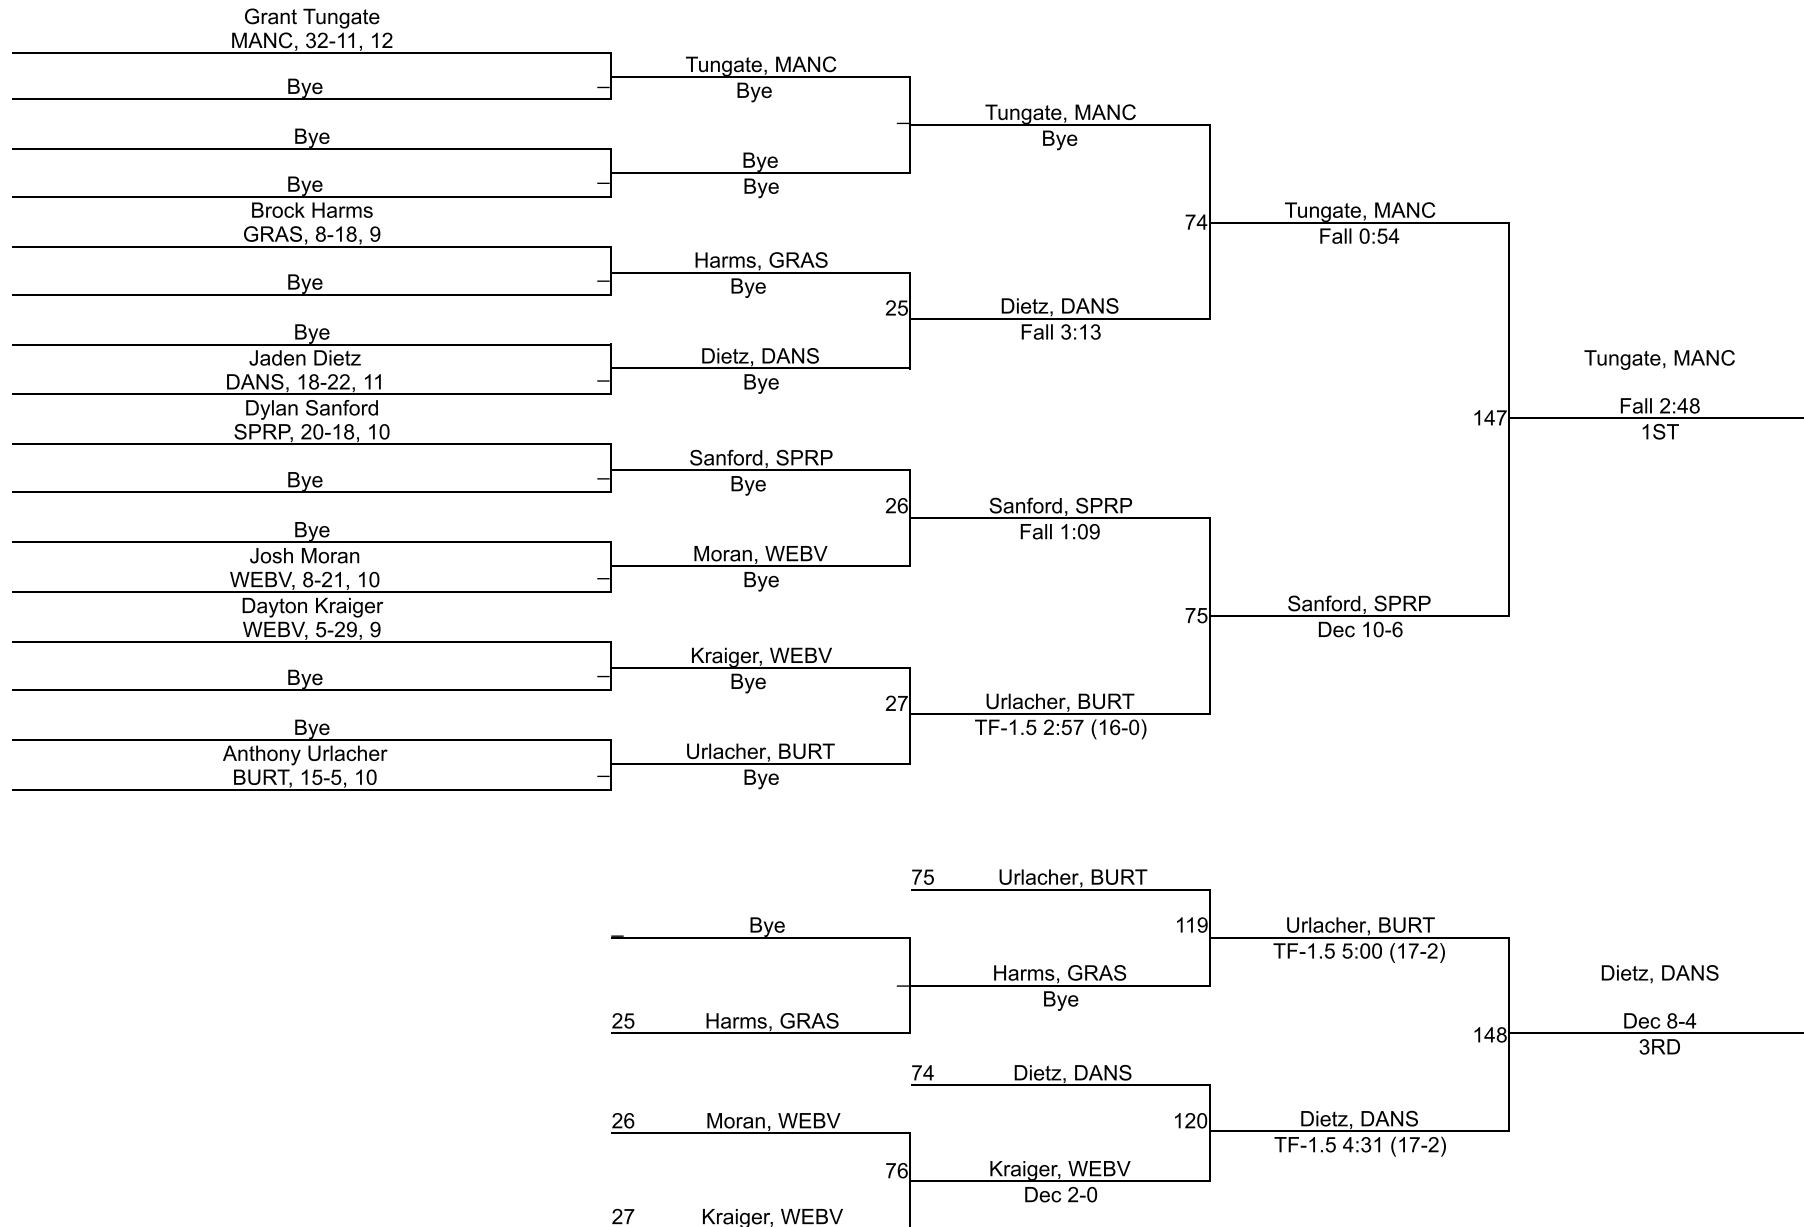 Grant Tungate
MANC, 32-11, 12
Bye
Bye
Bye
Brock Harms
GRAS, 8-18, 9
Bye
Bye
Jaden Dietz
DANS, 18-22, 11
Dylan Sanford
SPRP, 20-18, 10
Bye
Bye
Josh Moran
WEBV, 8-21, 10
Dayton Kraiger
WEBV, 5-29, 9
Bye
Bye
Anthony Urlacher
BURT, 15-5, 10
Tungate, MANC
Bye
Bye
Bye
Harms, GRAS
Bye
25
Dietz, DANS
Bye
Sanford, SPRP
Bye
26
Moran, WEBV
Bye
Kraiger, WEBV
Bye
27
Urlacher, BURT
Bye
Tungate, MANC
Bye
74
Dietz, DANS
Fall 3:13
Sanford, SPRP
Fall 1:09
75
Urlacher, BURT
TF-1.5 2:57 (16-0)
Tungate, MANC
Fall 0:54
147
Sanford, SPRP
Dec 10-6
Tungate, MANC
Fall 2:48
1ST
75 Urlacher, BURT
Bye
119
Harms, GRAS
Bye
25 Harms, GRAS
74 Dietz, DANS
26 Moran, WEBV
120
76
Kraiger, WEBV
Dec 2-0
27 Kraiger, WEBV
Urlacher, BURT
TF-1.5 5:00 (17-2)
148
Dietz, DANS
TF-1.5 4:31 (17-2)
Dietz, DANS
Dec 8-4
3RD